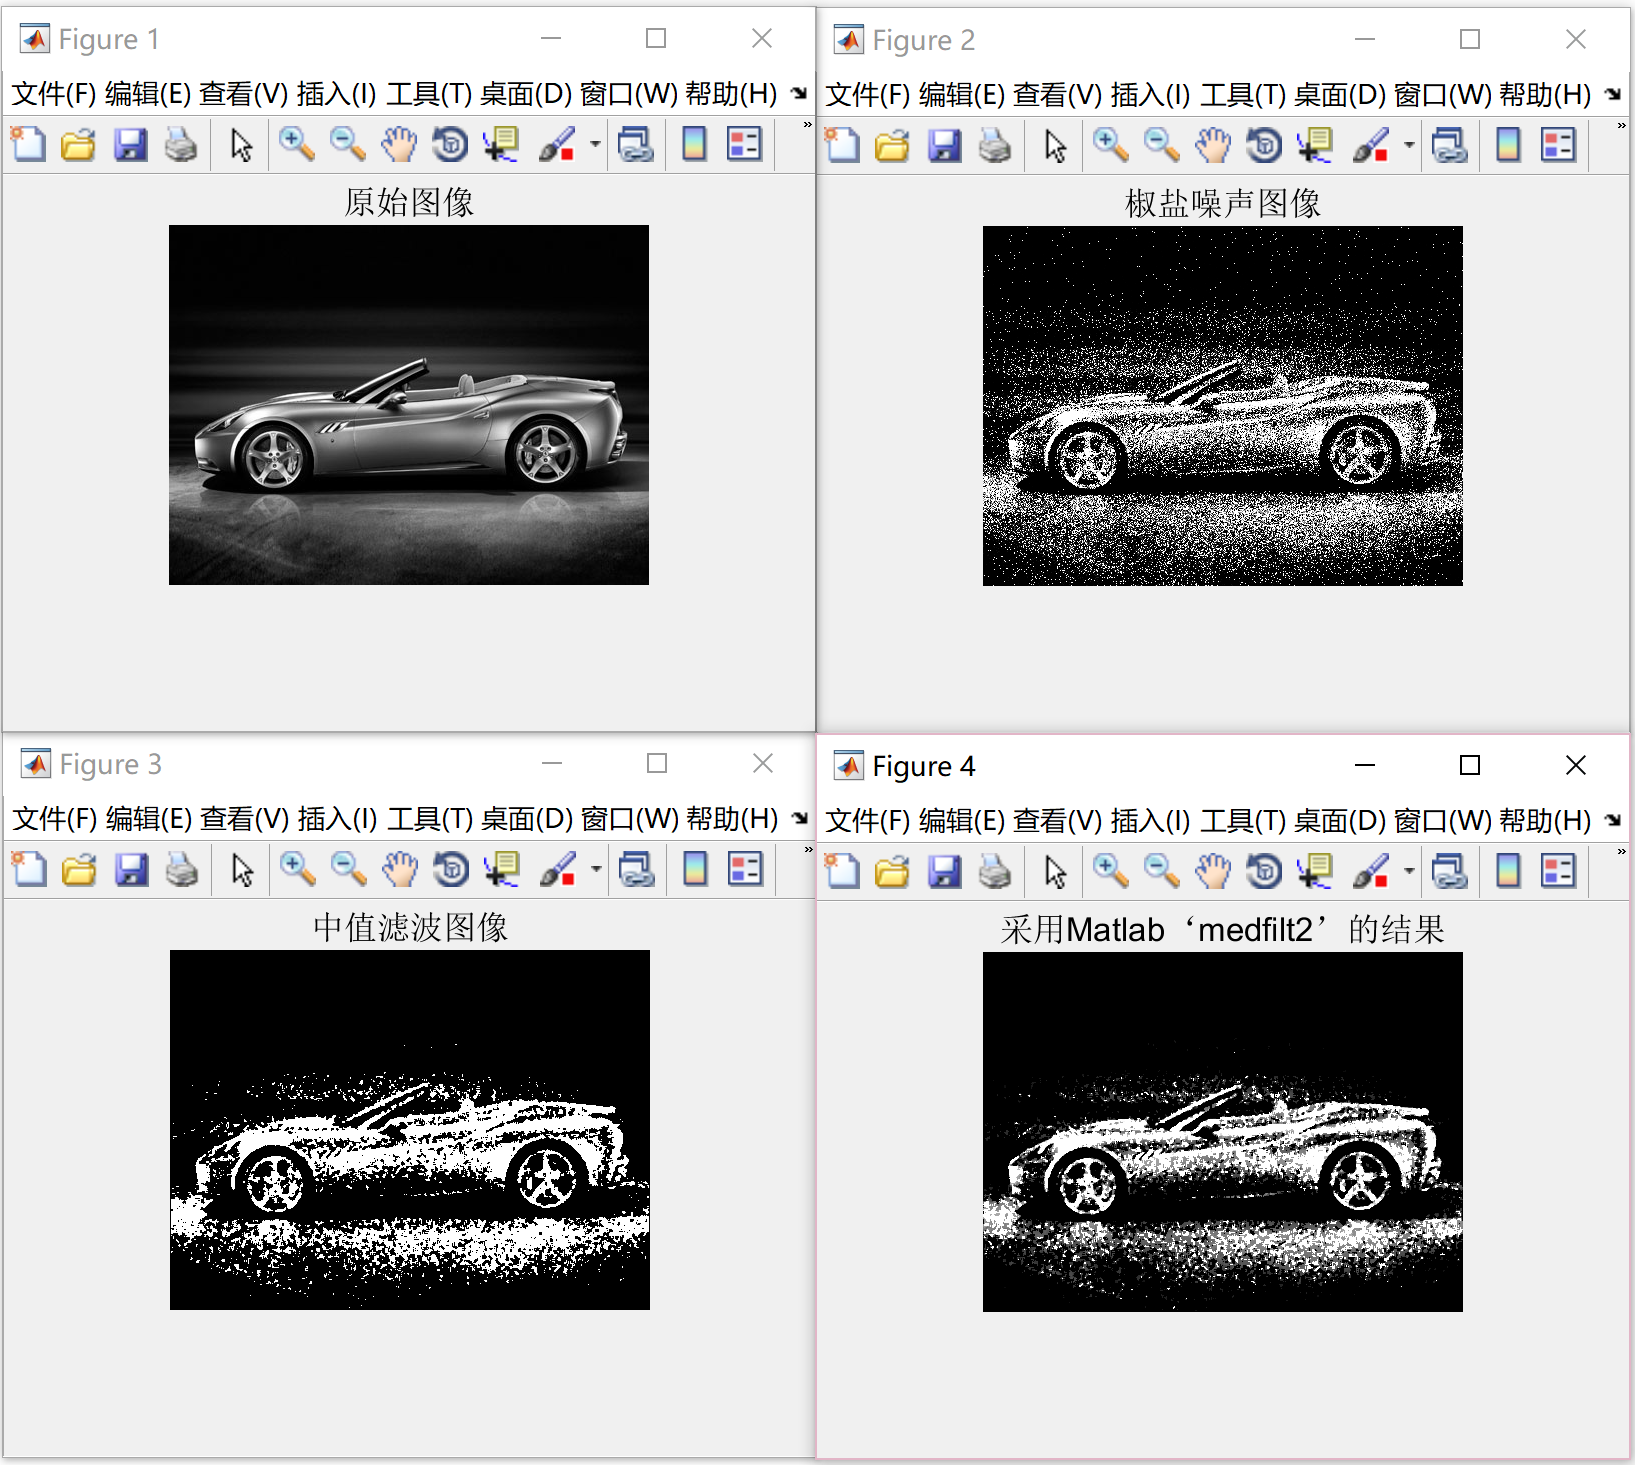 Figure 1
文件(F) 编辑(E) 查看(V) 插入(I) 工具(T) 桌面(D) 窗口(W) 帮助(H)
原始图像
Figure 2
文件(F) 编辑(E) 查看(V) 插入(I) 工具(T) 桌面(D) 窗口(W) 帮助(H)
椒盐噪声图像
Figure 3
文件(F) 编辑(E) 查看(V) 插入(I) 工具(T) 桌面(D) 窗口(W) 帮助(H)
中值滤波图像
Figure 4
文件(F) 编辑(E) 查看(V) 插入(I) 工具(T) 桌面(D) 窗口(W) 帮助(H)
采用Matlab‘medfilt2’的结果